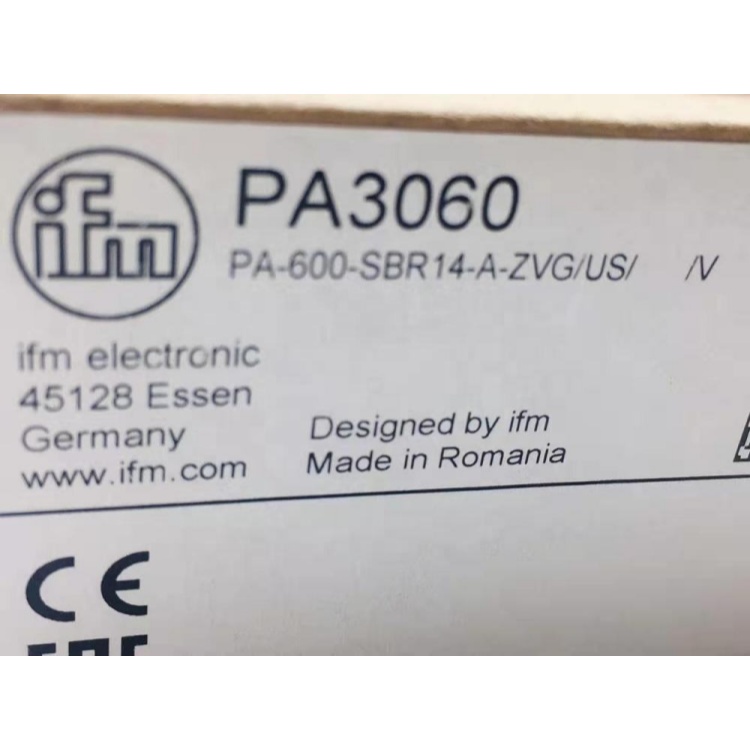 ifm
PA3060
PA-600-SBR14-A-ZVG/US/ /V
ifm electronic
45128 Essen
Germany
www.ifm.com
Designed by ifm
Made in Romania
CE